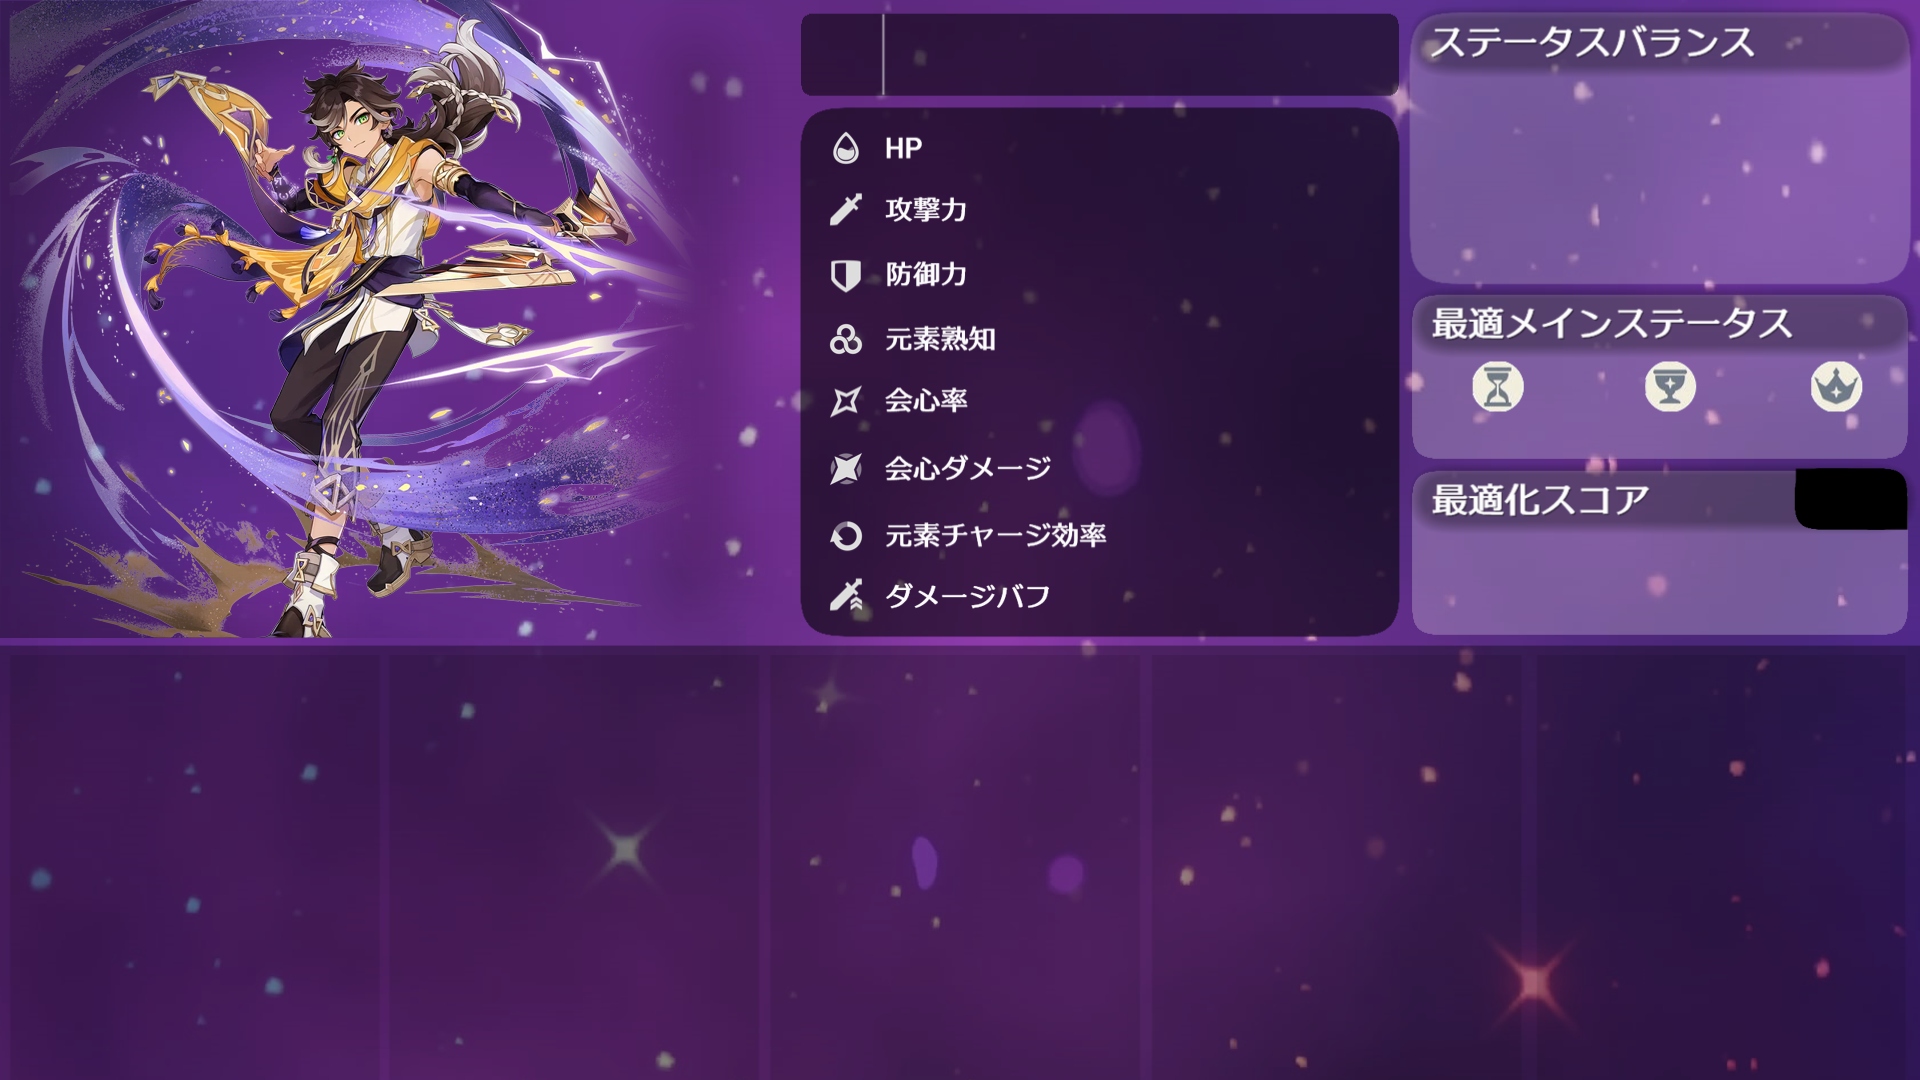 HP
攻撃力
防御力
元素熟知
会心率
会心ダメージ
元素チャージ効率
ダメージバフ
ステータスバランス
最適メインステータス
最適化スコア